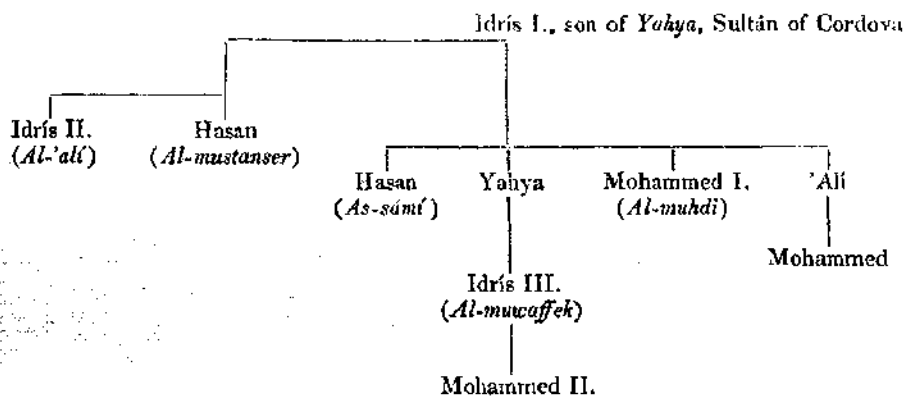 Idrís I., son of Yahya, Sultán of Cordova
Idrís II. Hasan
(Al-'alí) (Al-mustanser)
Hasan Yahya Mohammed I. 'Alí
(As-sámí) (Al-muhdi)
Mohammed
Idrís III.
(Al-muwaffek)
Mohammed II.